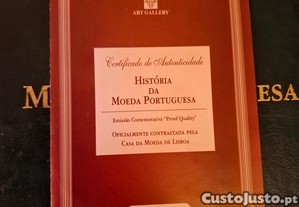 ART GALLERY
Certificado de Autenticidade
HISTÓRIA
DA
MOEDA PORTUGUESA
Emissão Comemorativa "Proof Quality"
OFICIALMENTE CONTRASTADA PELA
CASA DA MOEDA DE LISBOA
M
ESA
CustoJusto.pt